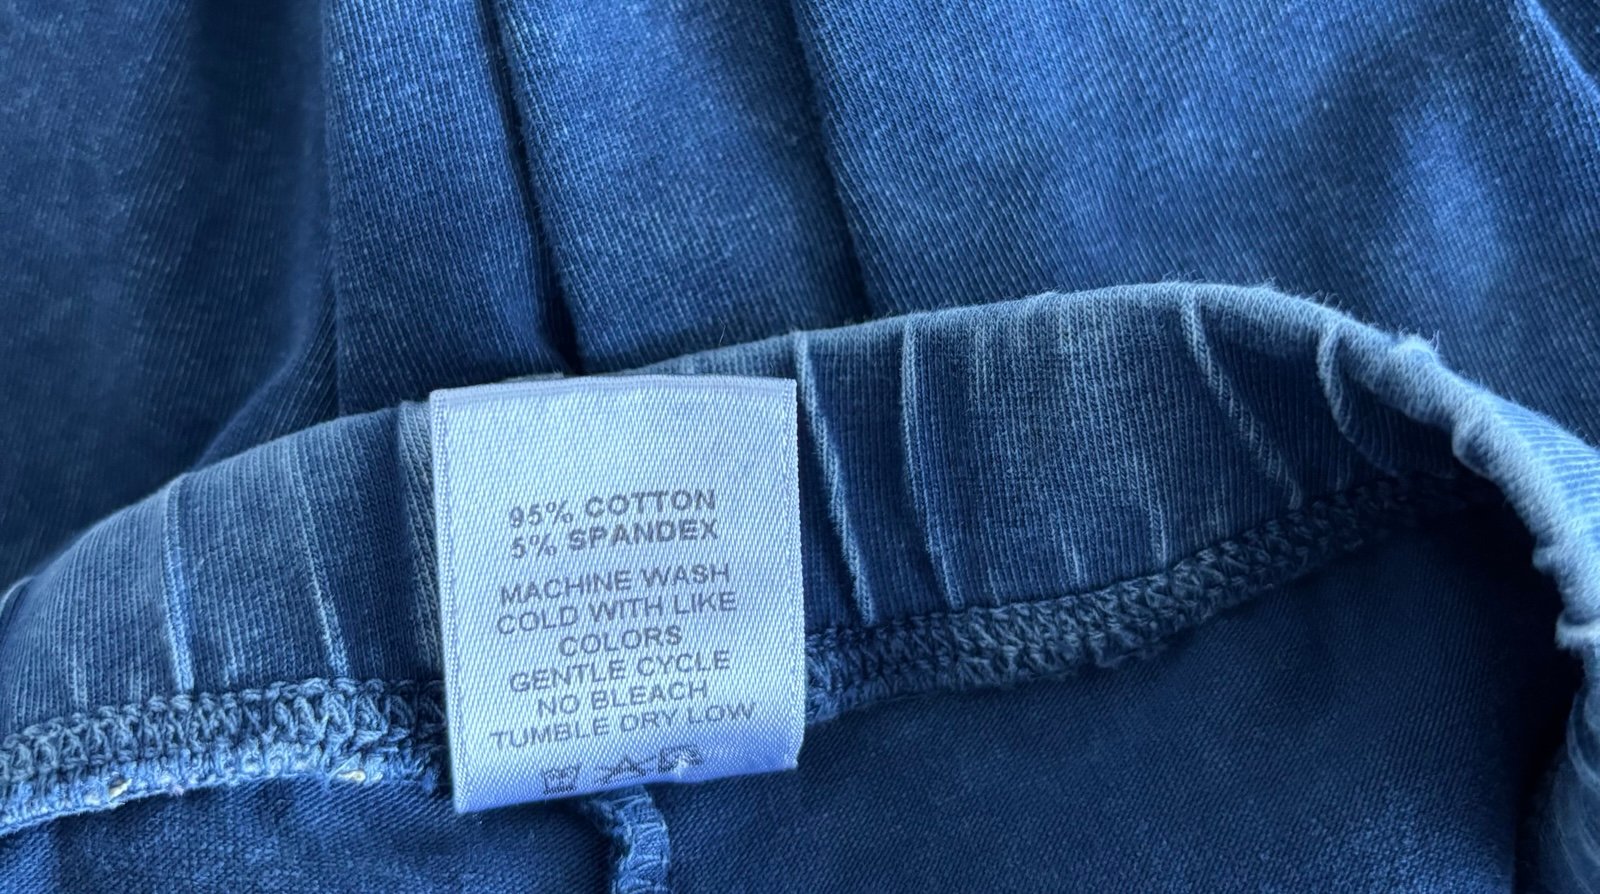 95% COTTON
5% SPANDEX
MACHINE WASH
COLD WITH LIKE
COLORS
GENTLE CYCLE
NO BLEACH
TUMBLE DRY LOW